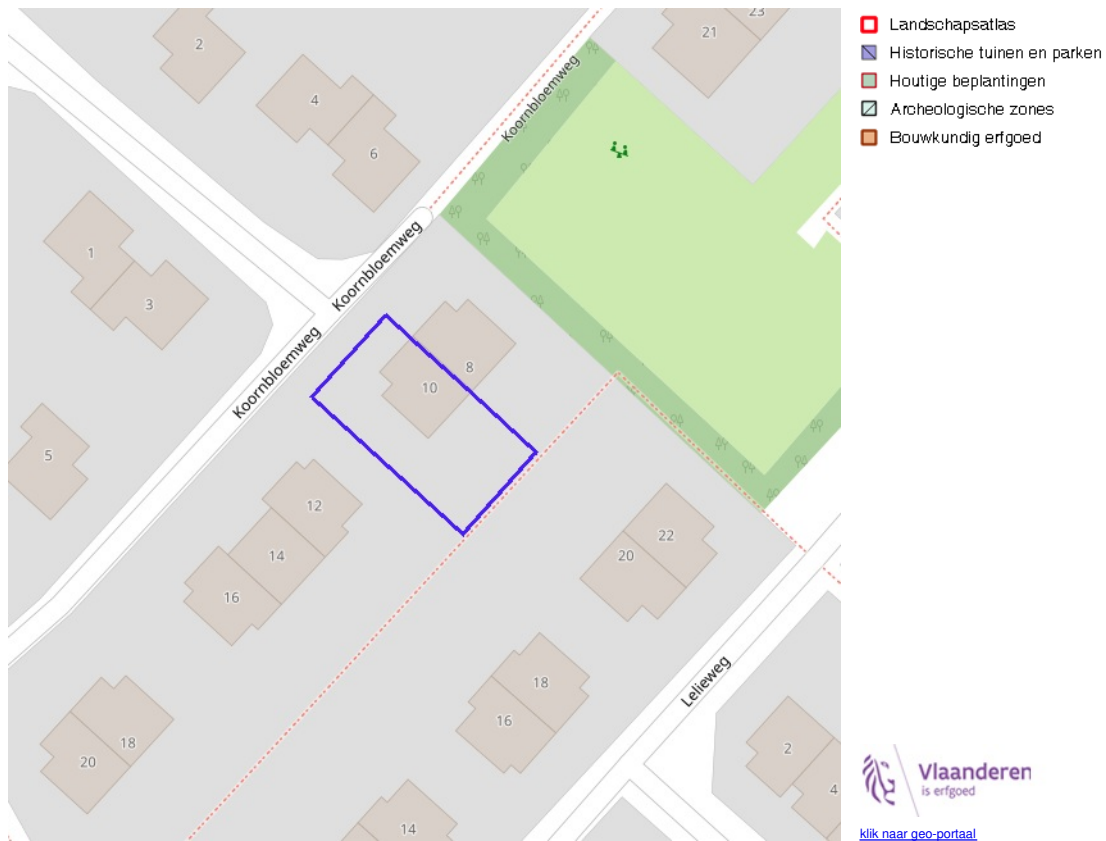 2
4
6
1
3
5
21
23
Koornbloemweg
Koornbloemweg
Koornbloemweg
8
10
12
14
16
18
20
22
20
18
16
14
Lelieweg
2
4
Landschapsatlas
Historische tuinen en parken
Houtige beplantingen
Archeologische zones
Bouwkundig erfgoed
Vlaanderen
is erfgoed
klik naar geo-portaal